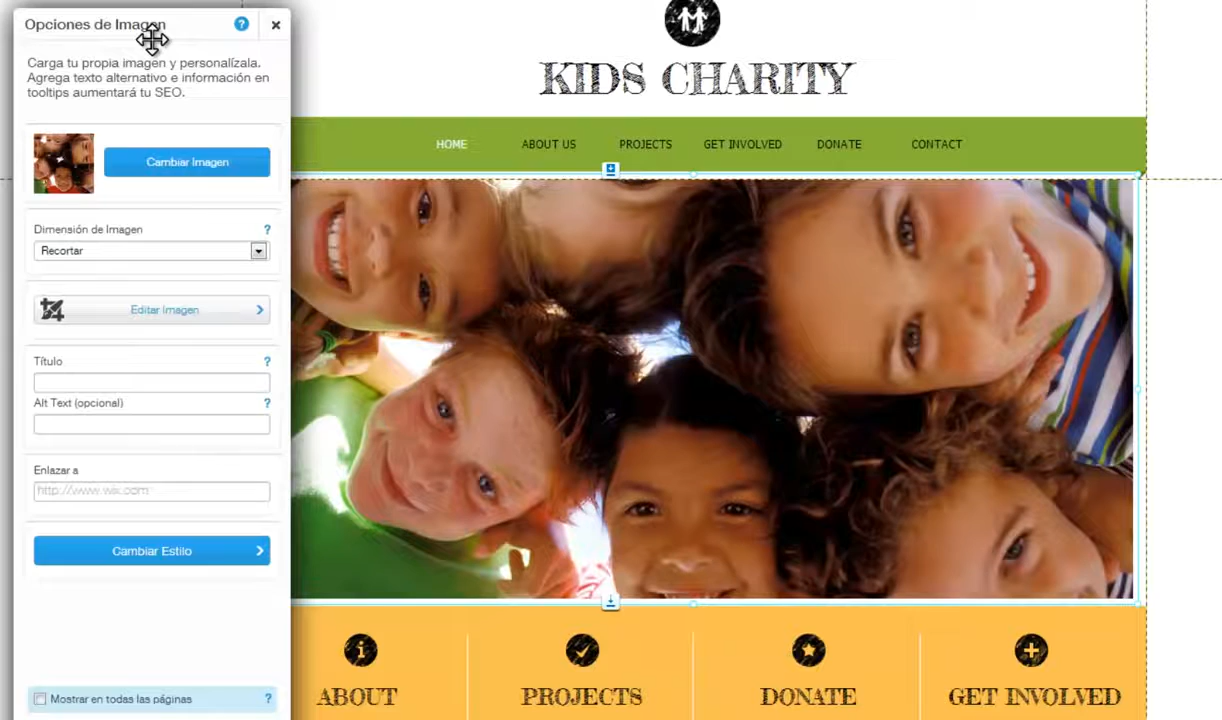 Opciones de Imagen
?
Carga tu propia imagen y personalízala.
Agrega texto alternativo e información en
tooltips aumentará tu SEO.
Cambiar Imagen
Dimensión de Imagen
?
Recortar
Editar Imagen
Título
?
Alt Text (opcional)
?
Enlazar a
http://www.wix.com
Cambiar Estilo
Mostrar en todas las páginas
?
KIDS CHARITY
HOME ABOUT US PROJECTS GET INVOLVED DONATE CONTACT
ABOUT PROJECTS DONATE GET INVOLVED